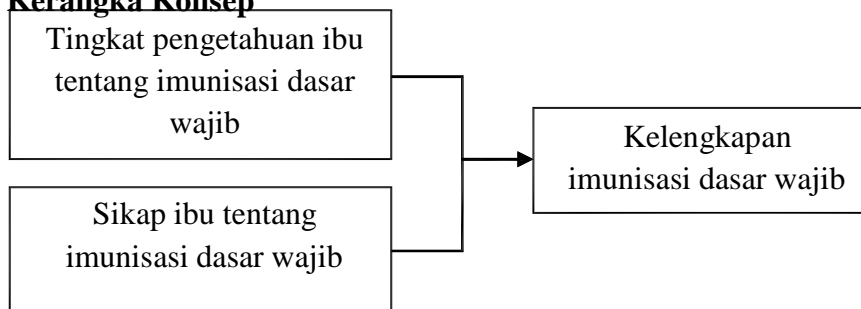 Kerangka Konsep
Tingkat pengetahuan ibu
tentang imunisasi dasar
wajib
Kelengkapan
imunisasi dasar wajib
Sikap ibu tentang
imunisasi dasar wajib